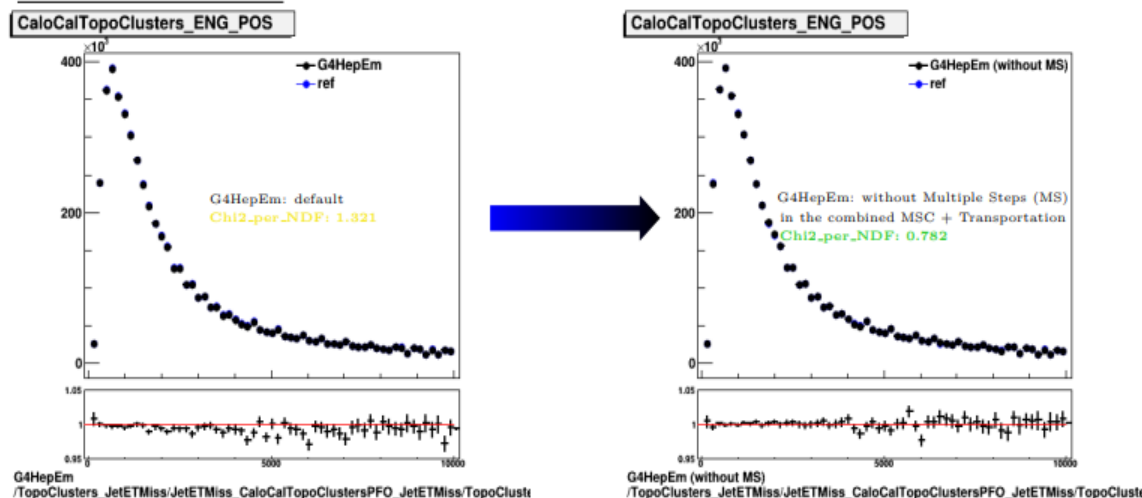 CaloCalTopoClusters_ENG_POS
×10³
400
200
0
G4HepEm
ref
G4HepEm: default
Chi2_per_NDF: 1.321
1.05
1
0.95
0
5000
10000
G4HepEm
/TopoClusters_JetETMiss/JetETMiss_CaloCalTopoClustersPFO_JetETMiss/TopoCluste
CaloCalTopoClusters_ENG_POS
×10³
400
200
0
G4HepEm (without MS)
ref
G4HepEm: without Multiple Steps (MS)
in the combined MSC + Transportation
Chi2_per_NDF: 0.782
1.05
1
0.95
0
5000
10000
G4HepEm (without MS)
/TopoClusters_JetETMiss/JetETMiss_CaloCalTopoClustersPFO_JetETMiss/TopoClust